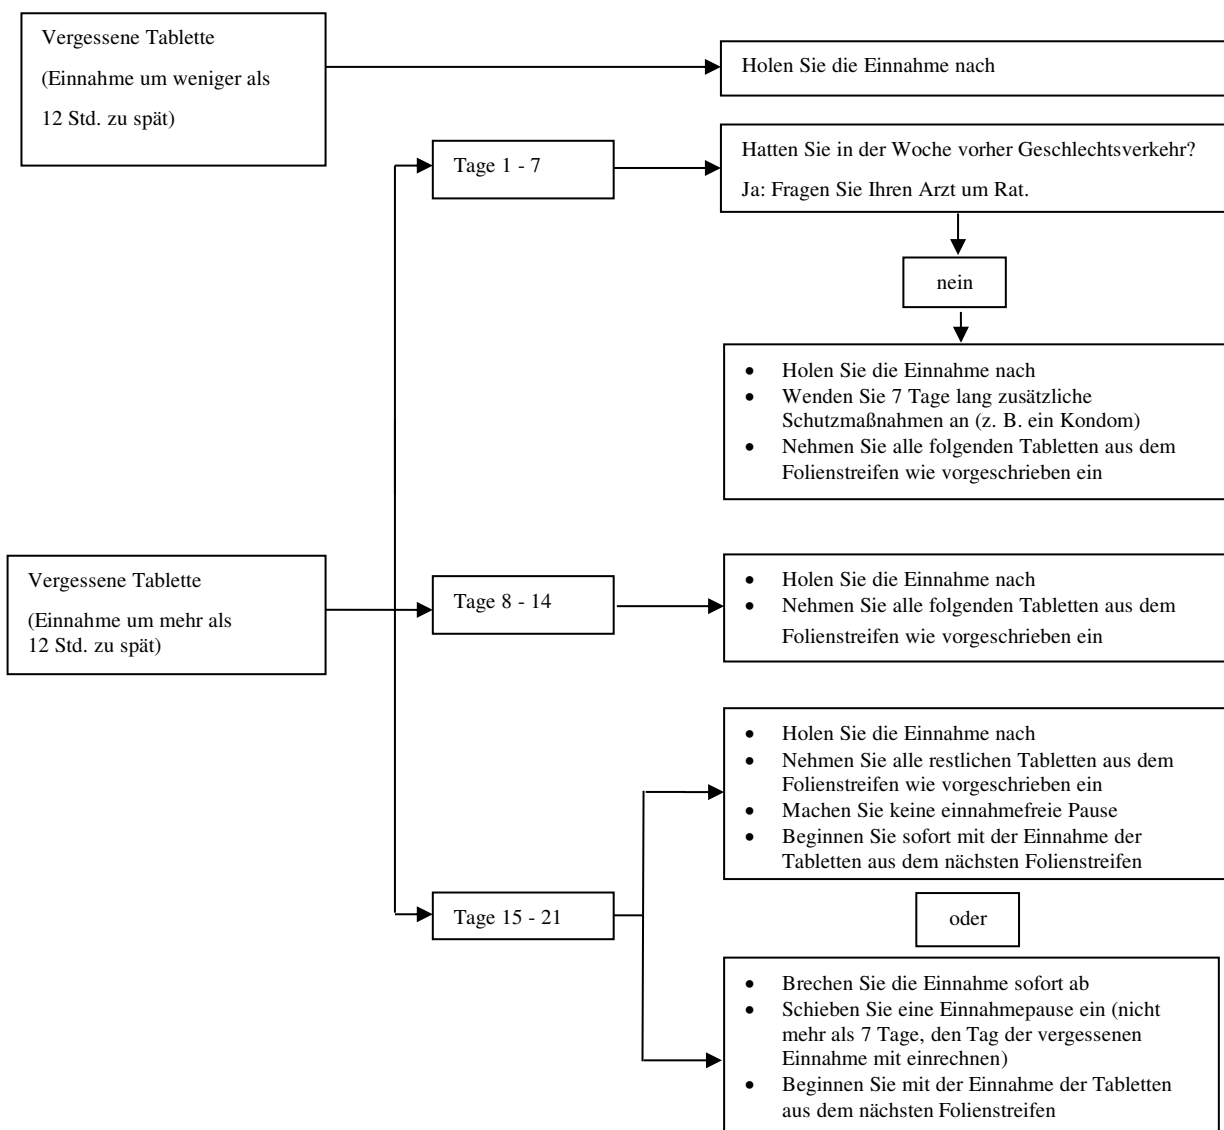 Vergessene Tablette
(Einnahme um weniger als
12 Std. zu spät)
Holen Sie die Einnahme nach
Tage 1 - 7
Hatten Sie in der Woche vorher Geschlechtsverkehr?
Ja: Fragen Sie Ihren Arzt um Rat.
nein
• Holen Sie die Einnahme nach
• Wenden Sie 7 Tage lang zusätzliche
Schutzmaßnahmen an (z. B. ein Kondom)
• Nehmen Sie alle folgenden Tabletten aus dem
Folienstreifen wie vorgeschrieben ein
Vergessene Tablette
(Einnahme um mehr als
12 Std. zu spät)
Tage 8 - 14
• Holen Sie die Einnahme nach
• Nehmen Sie alle folgenden Tabletten aus dem
Folienstreifen wie vorgeschrieben ein
Tage 15 - 21
• Holen Sie die Einnahme nach
• Nehmen Sie alle restlichen Tabletten aus dem
Folienstreifen wie vorgeschrieben ein
• Machen Sie keine einnahmefreie Pause
• Beginnen Sie sofort mit der Einnahme der
Tabletten aus dem nächsten Folienstreifen
oder
• Brechen Sie die Einnahme sofort ab
• Schieben Sie eine Einnahmepause ein (nicht
mehr als 7 Tage, den Tag der vergessenen
Einnahme mit einrechnen)
• Beginnen Sie mit der Einnahme der Tabletten
aus dem nächsten Folienstreifen